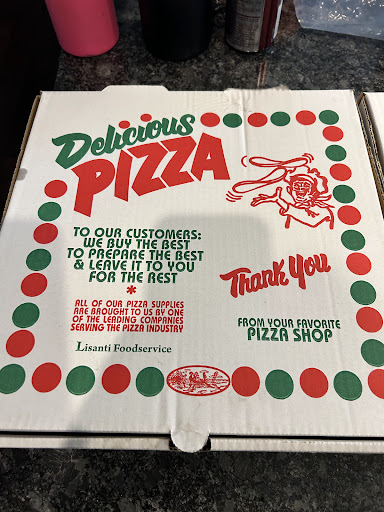 Delicious
PIZZA
TO OUR CUSTOMERS:
WE BUY THE BEST
TO PREPARE THE BEST
& LEAVE IT TO YOU
FOR THE REST
*
ALL OF OUR PIZZA SUPPLIES
ARE BROUGHT TO US BY ONE
OF THE LEADING COMPANIES
SERVING THE PIZZA INDUSTRY
Lisanti Foodservice
Thank You
FROM YOUR FAVORITE
PIZZA SHOP